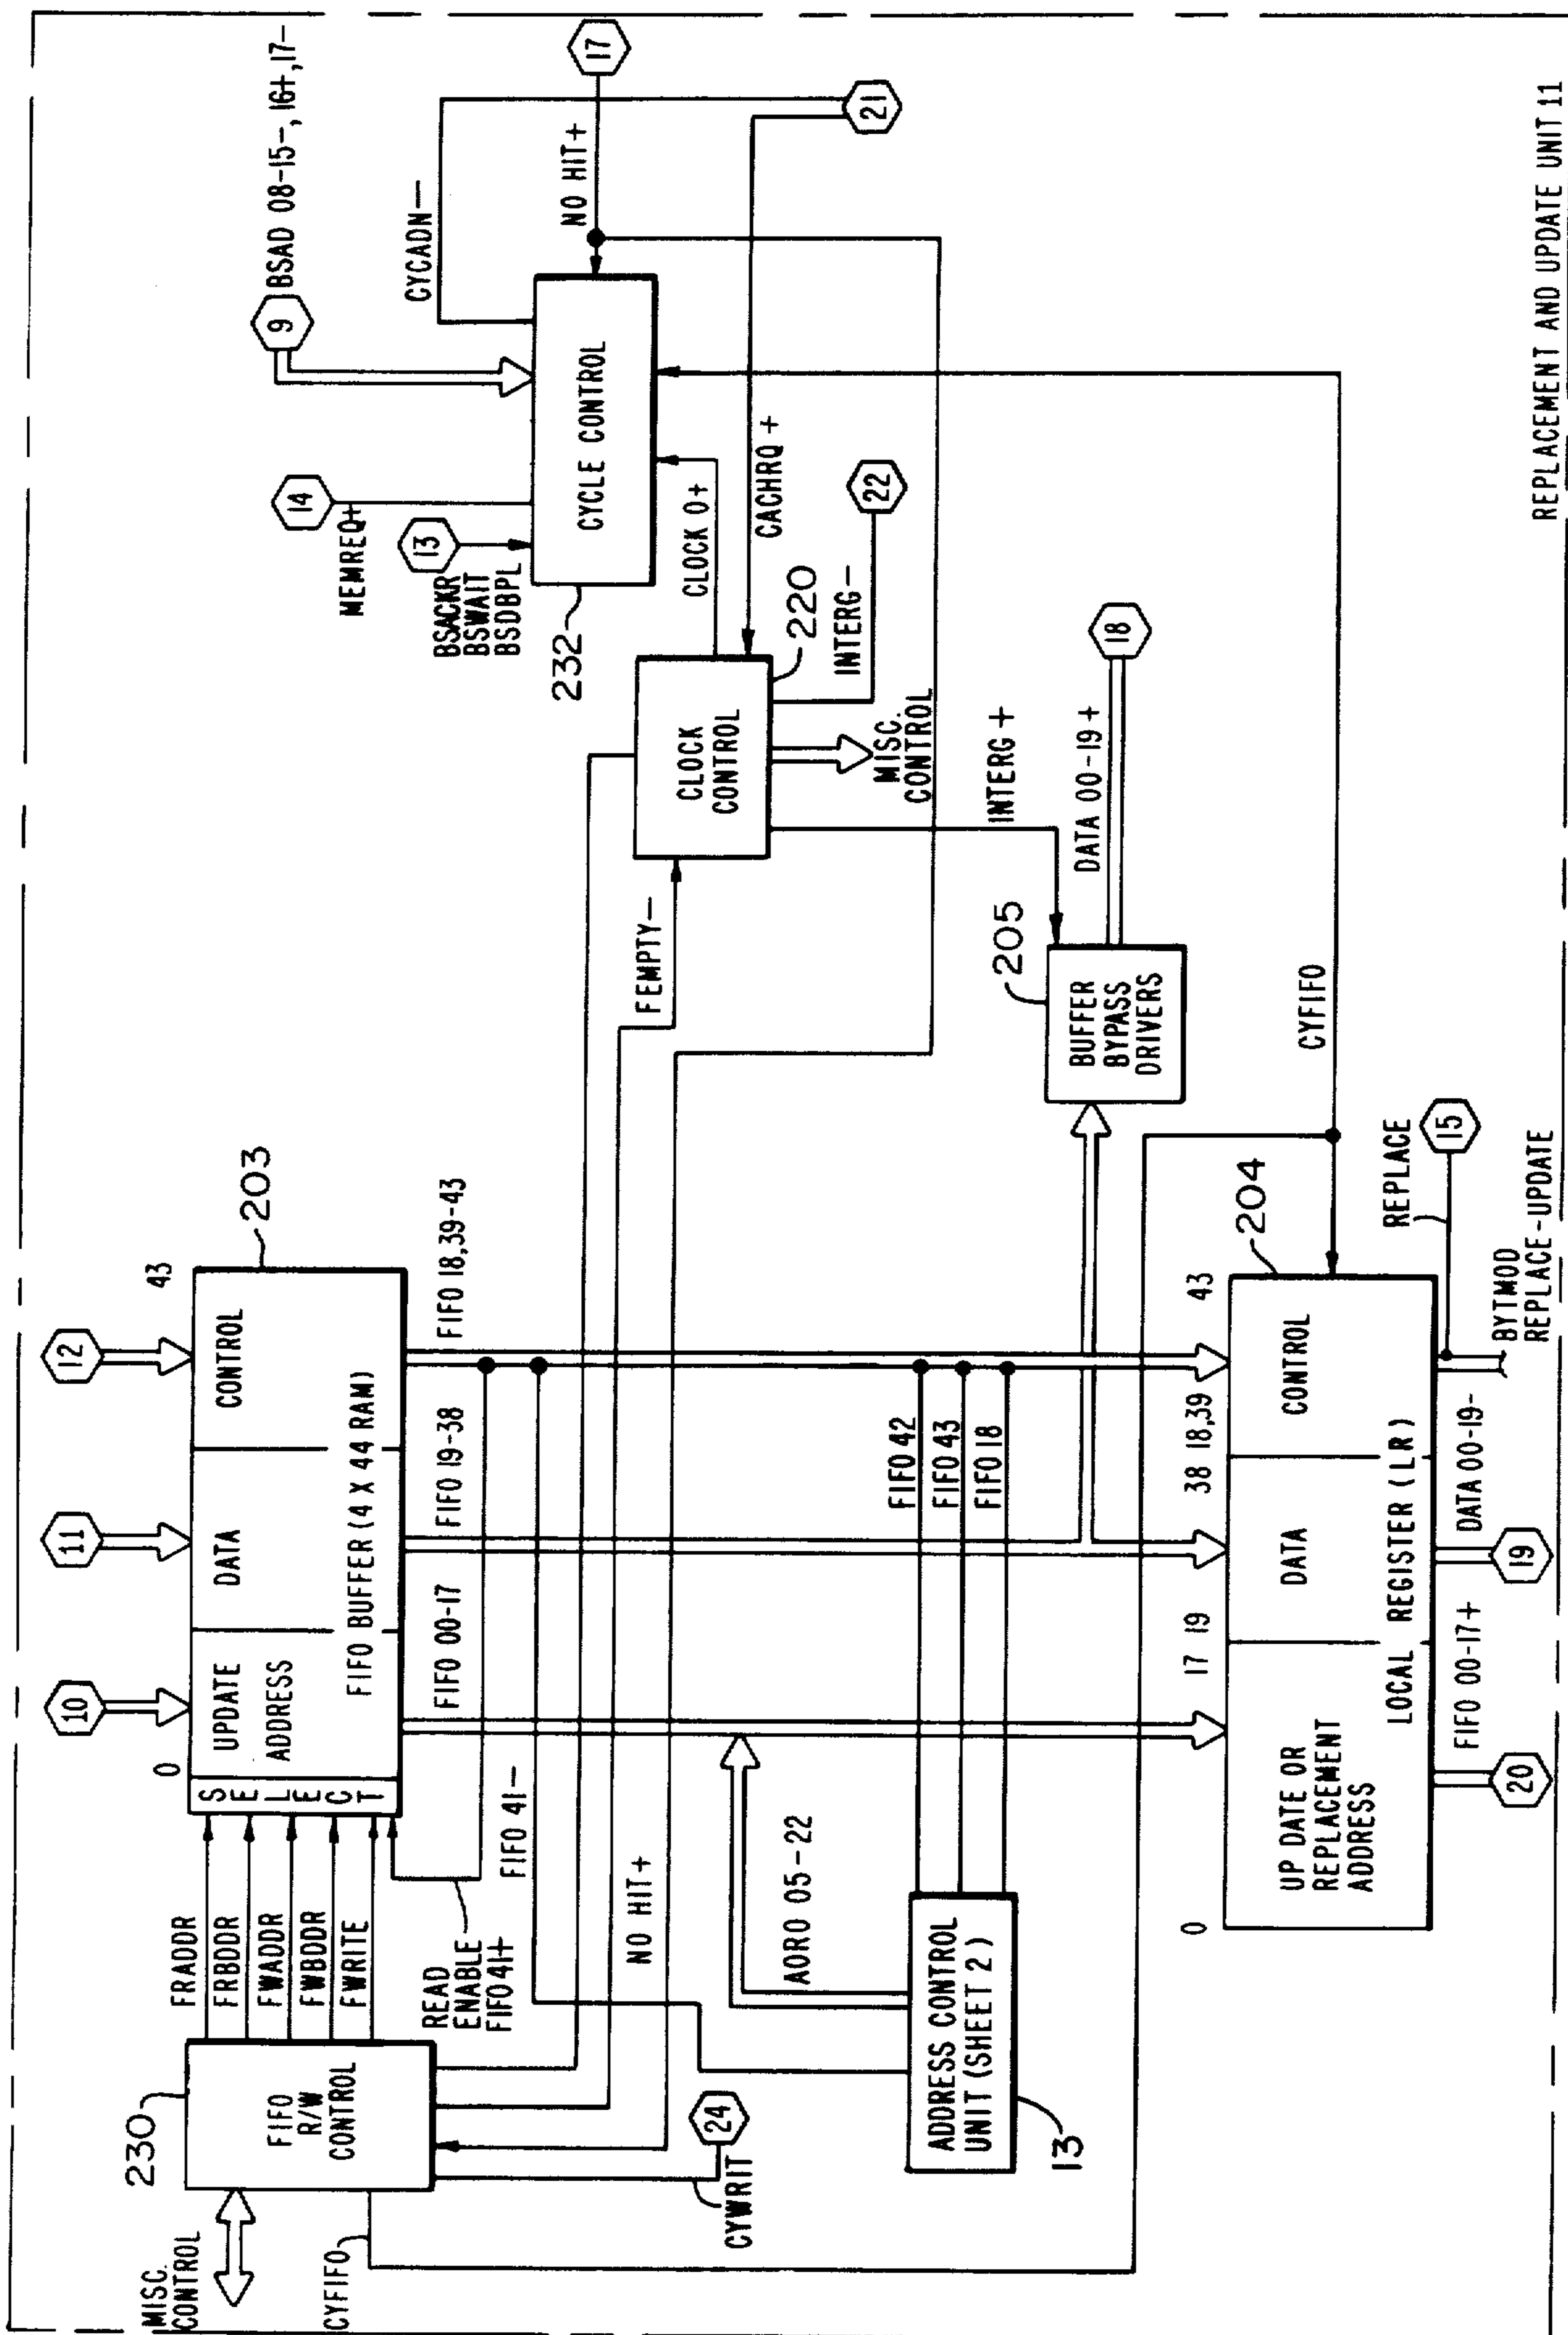 MISC.
CONTROL
230
FIFO
R/W
CONTROL
CYFIFO
CYWRIT
24
FRADDR
FRBDDR
FWADDR
FWBDDR
FWRITE
READ
ENABLE
FIFO 41+
NO HIT+
FIFO 41-
10
11
12
0
43
203
SELECT
UPDATE
ADDRESS
DATA
CONTROL
FIFO BUFFER (4 X 44 RAM)
FIFO 00-17
FIFO 19-38
FIFO 18,39-43
AORO 05-22
ADDRESS CONTROL
UNIT (SHEET 2)
13
FIFO 42
FIFO 43
FIFO 18
0
17 19
38 18,39
43
204
UP DATE OR
REPLACEMENT
ADDRESS
DATA
CONTROL
LOCAL REGISTER (LR)
FIFO 00-17+
20
DATA 00-19-
19
BYTMOD
REPLACE-UPDATE
REPLACE
15
CYFIFO
205
BUFFER
BYPASS
DRIVERS
DATA 00-19+
18
INTERG+
FEMPTY-
CLOCK
CONTROL
220
MISC.
CONTROL
INTERG-
22
CLOCK 0+
CACHRQ+
232
CYCLE CONTROL
BSACKR
BSWAIT
BSDBPL
13
MEMREQ+
14
9
BSAD 08-15-, 16+, 17-
CYCADN-
NO HIT+
17
21
REPLACEMENT AND UPDATE UNIT 11